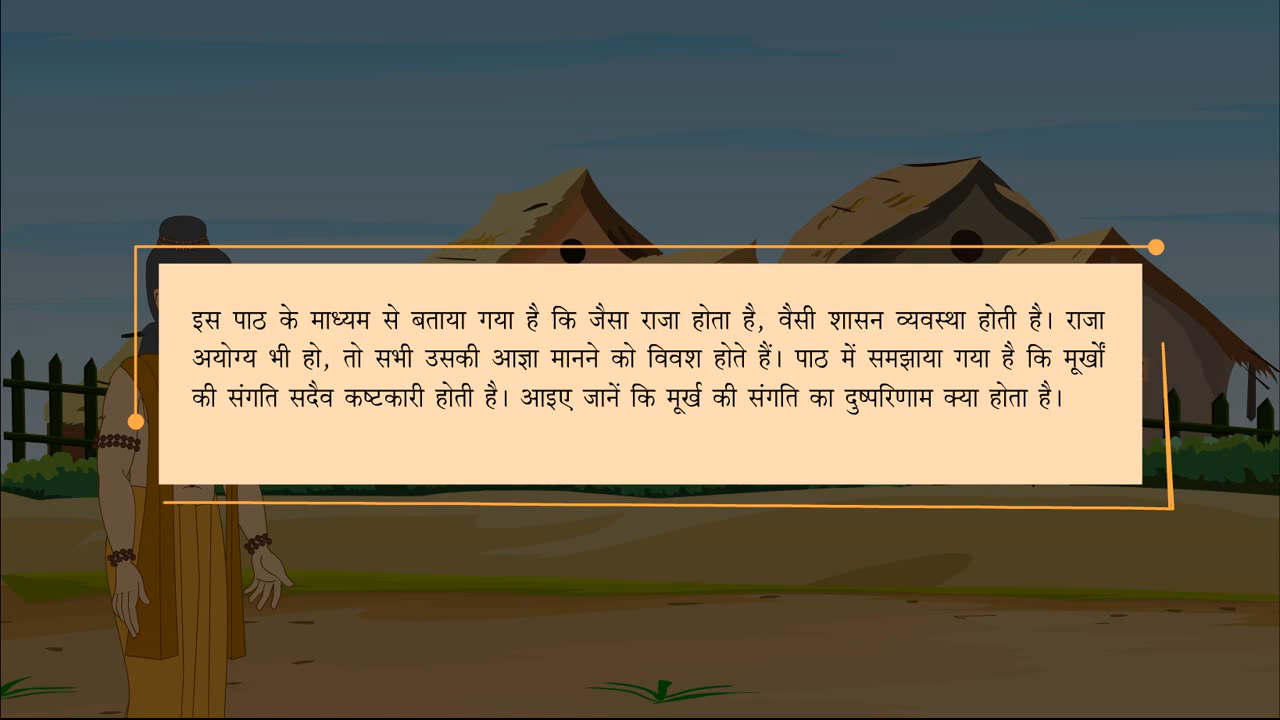 इस पाठ के माध्यम से बताया गया है कि जैसा राजा होता है, वैसी शासन व्यवस्था होती है। राजा
अयोग्य भी हो, तो सभी उसकी आज्ञा मानने को विवश होते हैं। पाठ में समझाया गया है कि मूर्खों
की संगति सदैव कष्टकारी होती है। आइए जानें कि मूर्ख की संगति का दुष्परिणाम क्या होता है।